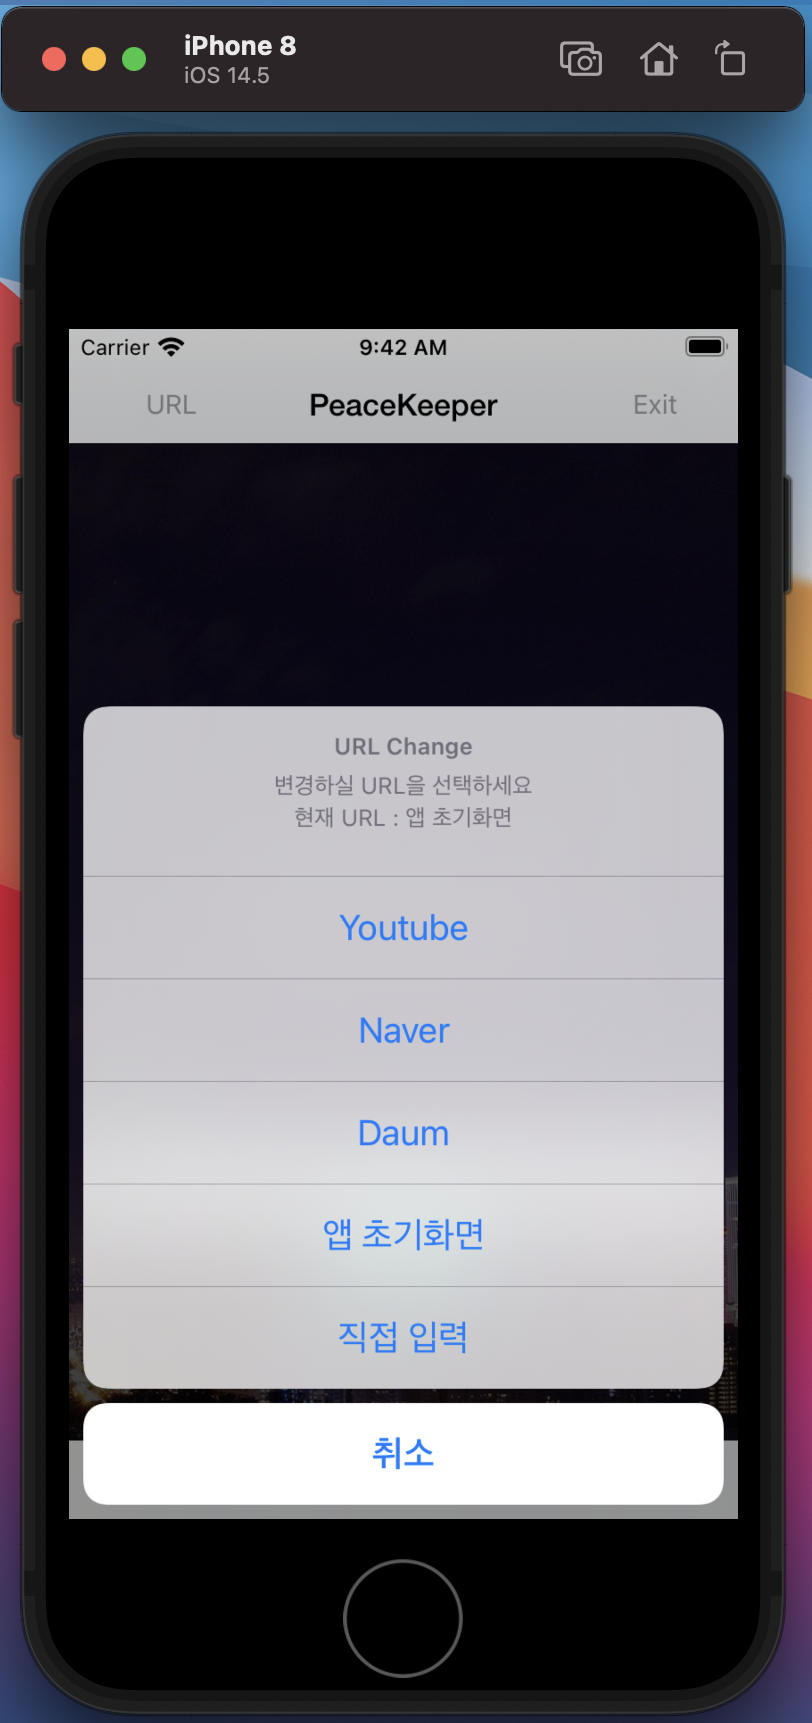 iPhone 8
iOS 14.5
Carrier 9:42 AM
URL PeaceKeeper Exit
URL Change
변경하실 URL을 선택하세요
현재 URL : 앱 초기화면
Youtube
Naver
Daum
앱 초기화면
직접 입력
취소